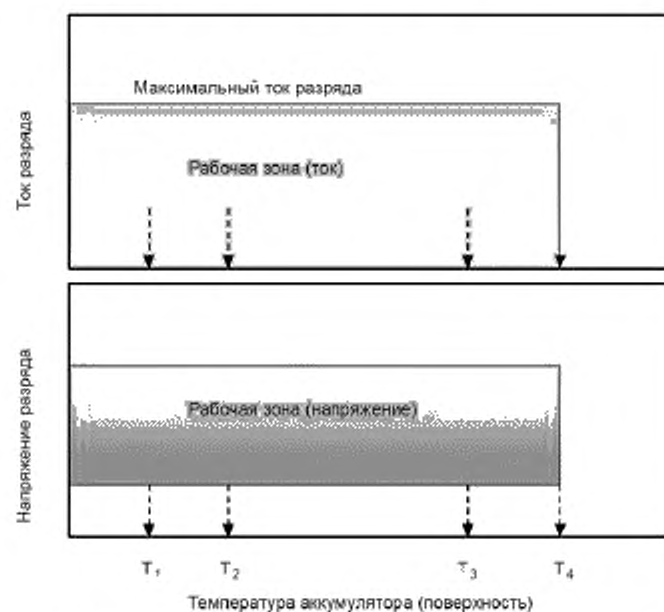 Максимальный ток разряда
Рабочая зона (ток)
Ток разряда
Рабочая зона (напряжение)
Напряжение разряда
T₁ T₂ T₃ T₄
Температура аккумулятора (поверхность)